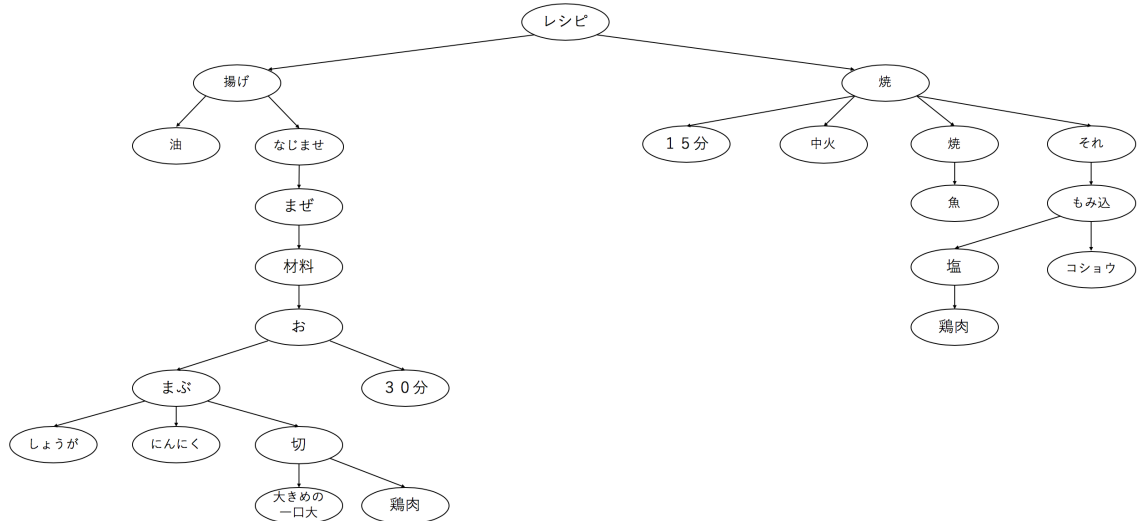 レシピ
揚げ
焼
油
なじませ
１５分
中火
焼
それ
まぜ
魚
もみ込
材料
塩
コショウ
お
鶏肉
まぶ
３０分
しょうが
にんにく
切
大きめの
一口大
鶏肉